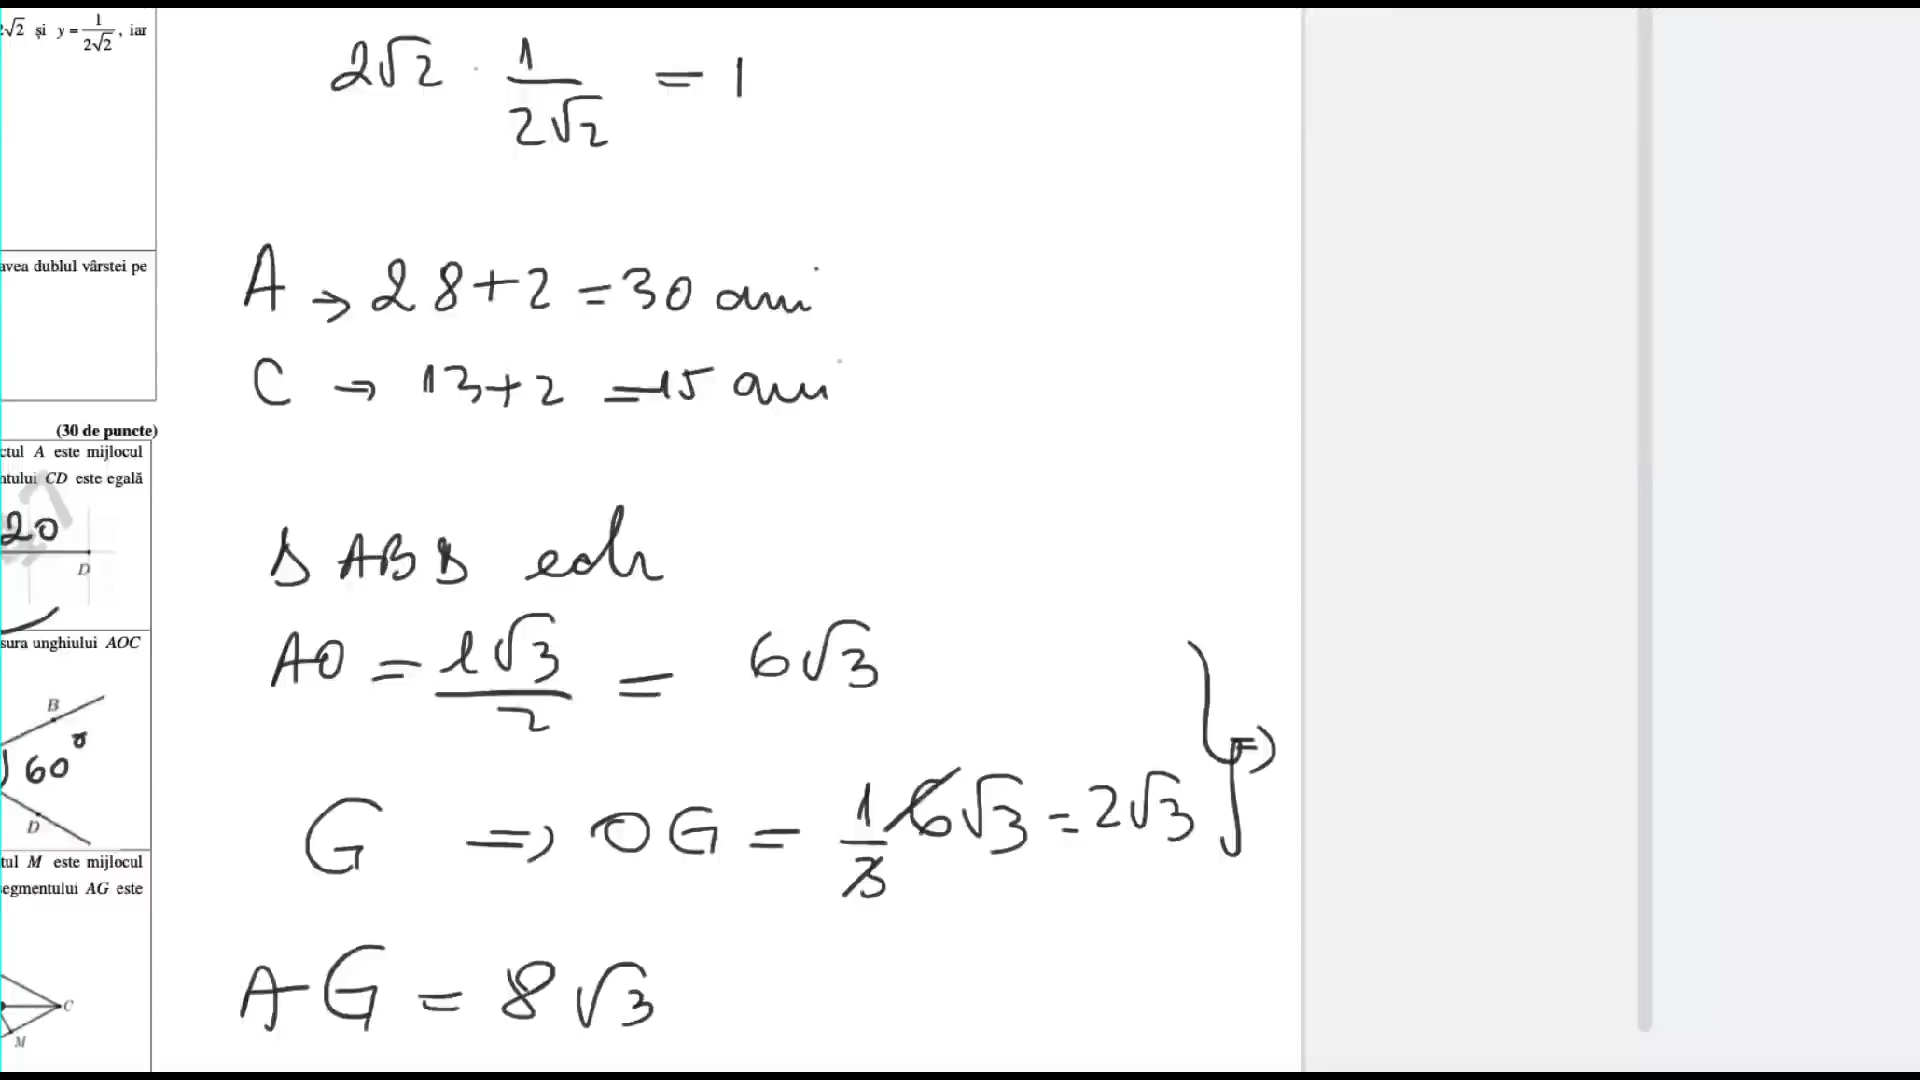 2√2 și y = 1/(2√2), iar
2√2 · 1/(2√2) = 1
avea dublul vârstei pe
A → 28+2 = 30 ani
C → 13+2 = 15 ani
(30 de puncte)
ctul A este mijlocul
ntului CD este egală
20
D
Δ ABD ech
sura unghiului AOC
AO = l√3/2 = 6√3
B
60°
D
G ⇒ OG = 1/3 6√3 = 2√3 ⇒
tul M este mijlocul
egmentului AG este
AG = 8√3
C
M